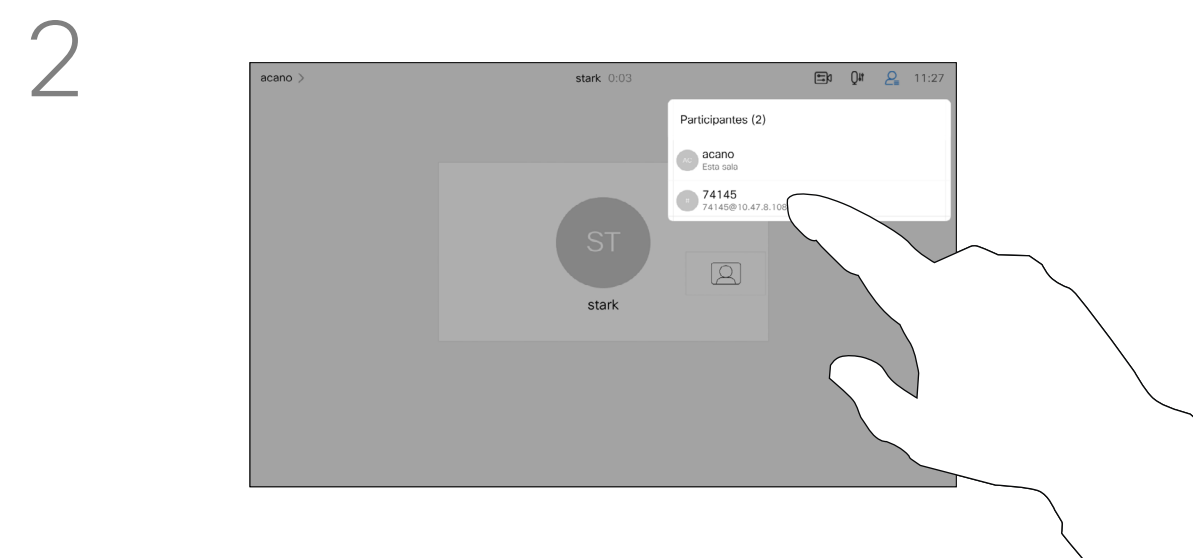 2
acano >
stark 0:03
11:27
Participantes (2)
acano
Esta sala
74145
74145@10.47.8.108
ST
stark